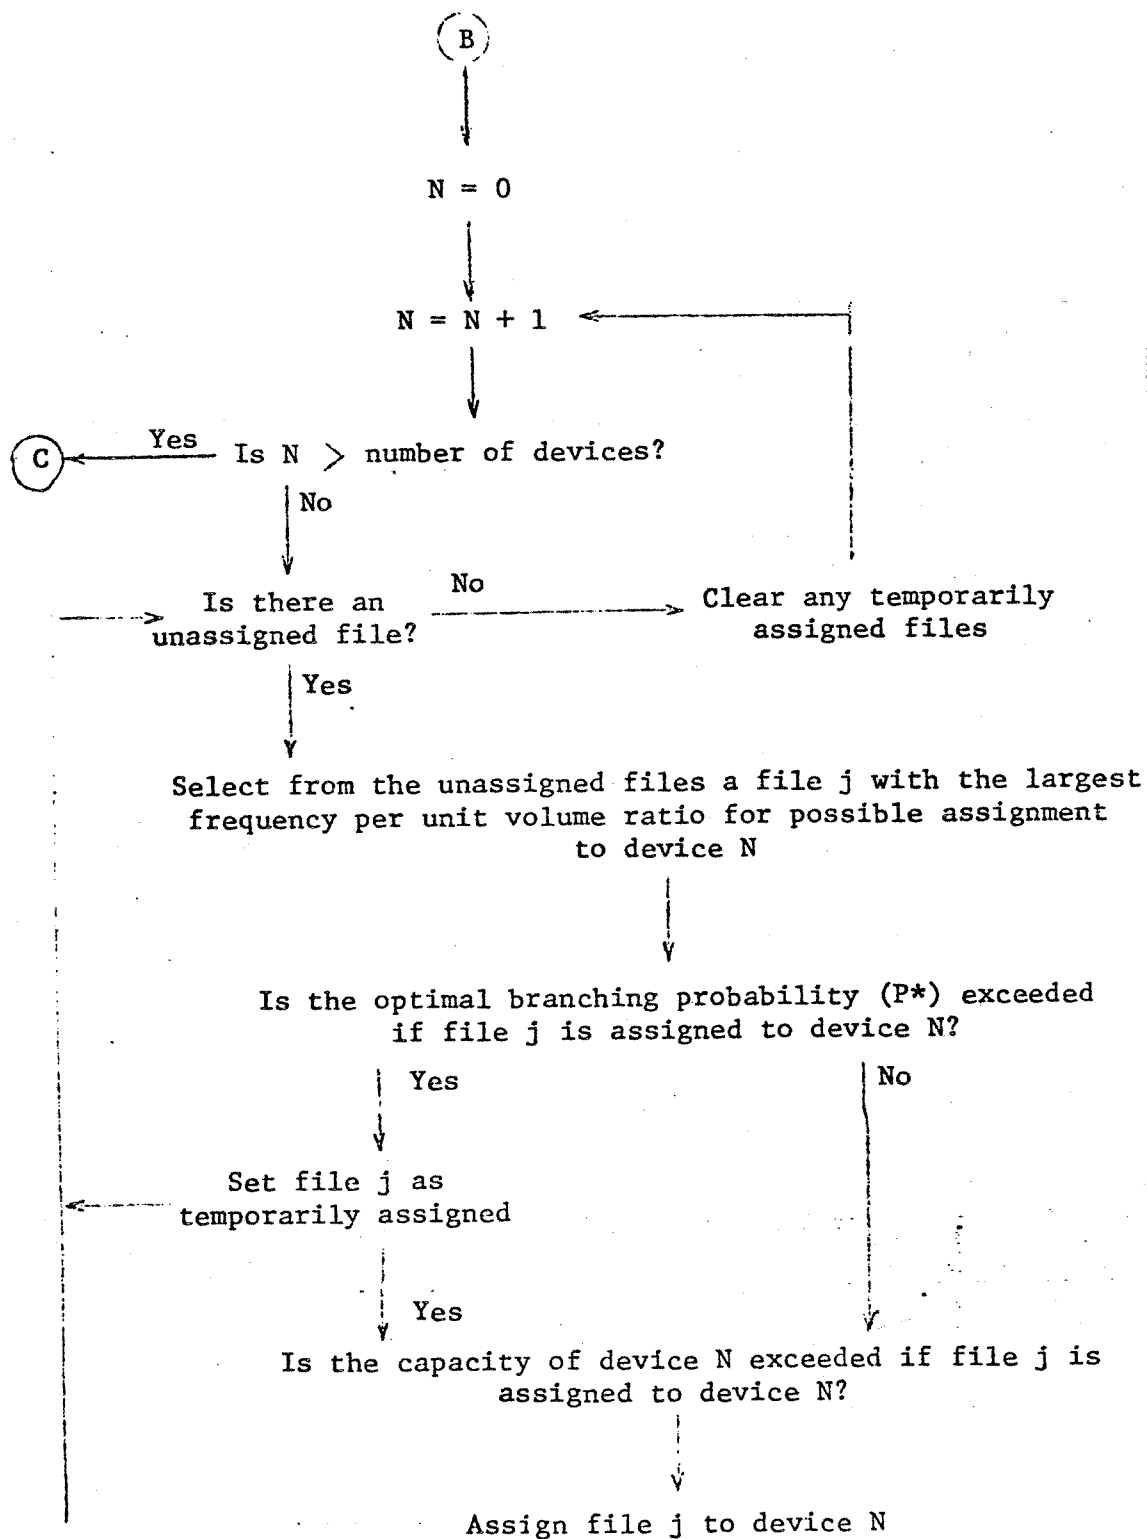 B
N = 0
N = N + 1
C
Yes
Is N > number of devices?
No
Is there an
unassigned file?
No
Clear any temporarily
assigned files
Yes
Select from the unassigned files a file j with the largest
frequency per unit volume ratio for possible assignment
to device N
Is the optimal branching probability (P*) exceeded
if file j is assigned to device N?
Yes
No
Set file j as
temporarily assigned
Yes
Is the capacity of device N exceeded if file j is
assigned to device N?
Assign file j to device N